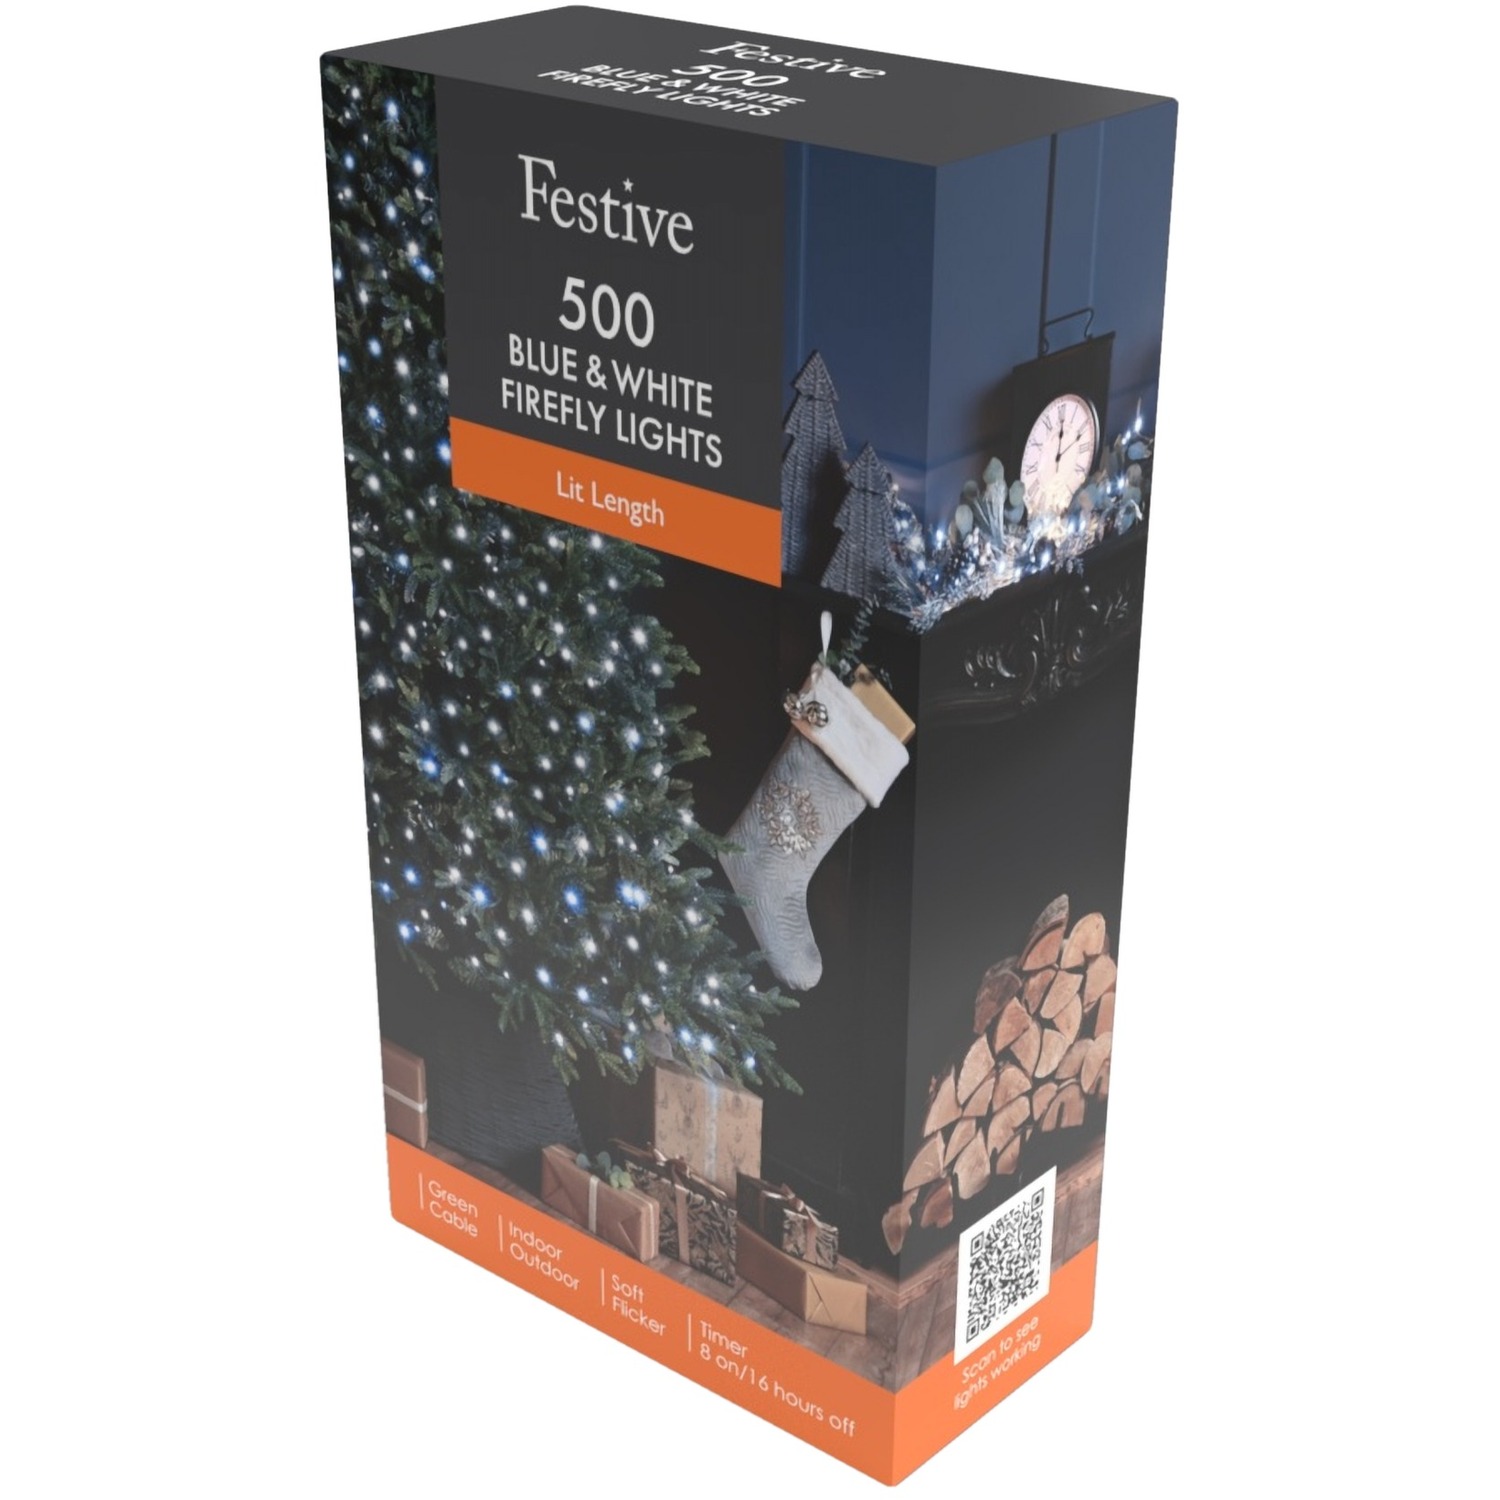 Festive
500
BLUE & WHITE
FIREFLY LIGHTS
Festive
500
BLUE & WHITE
FIREFLY LIGHTS
Lit Length
Green
Cable
Indoor
Outdoor
Soft
Flicker
Timer
8 on/16 hours off
Scan to see
lights working